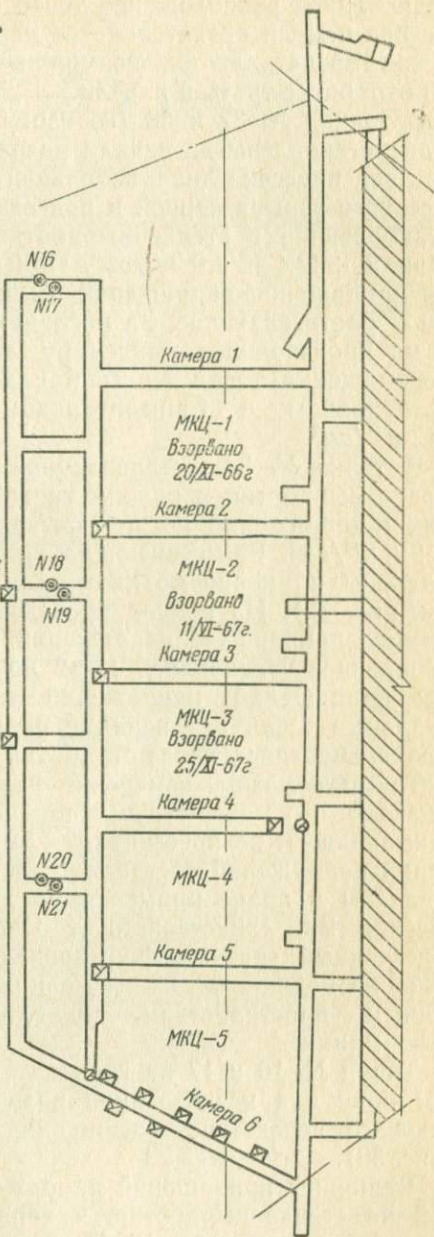 N16
N17
Камера 1
МКЦ-1
Взорвано
20/XI-66г
Камера 2
N18
N19
МКЦ-2
Взорвано
11/VI-67г.
Камера 3
МКЦ-3
Взорвано
25/XI-67г
Камера 4
N20
N21
МКЦ-4
Камера 5
МКЦ-5
Камера 6